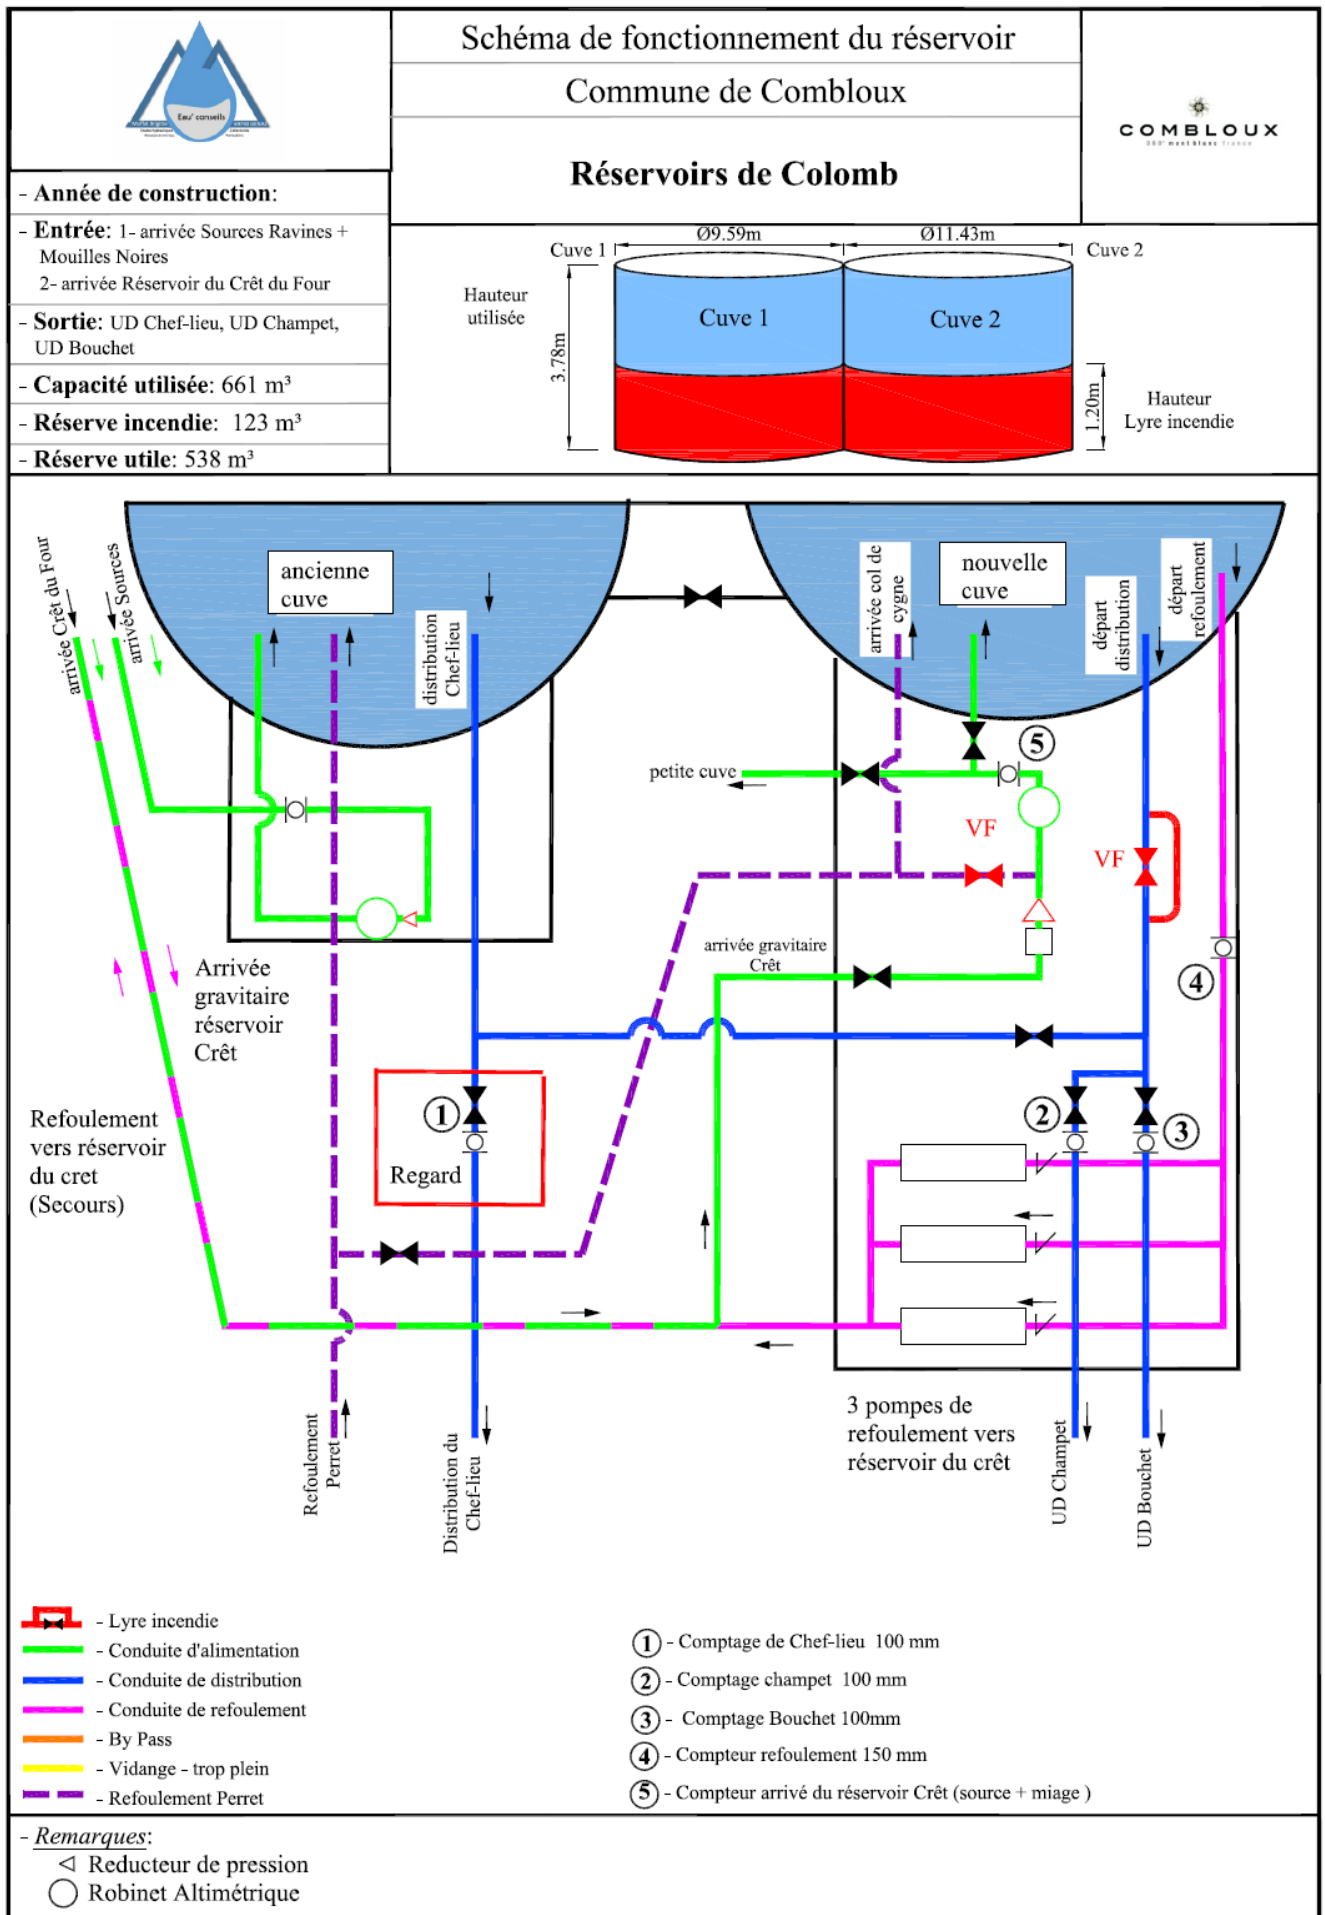 Eau' conseils
Schéma de fonctionnement du réservoir
Commune de Combloux
Réservoirs de Colomb
COMBLOUX
360° mont blanc france
- Année de construction:
- Entrée: 1- arrivée Sources Ravines +
Mouilles Noires
2- arrivée Réservoir du Crêt du Four
- Sortie: UD Chef-lieu, UD Champet,
UD Bouchet
- Capacité utilisée: 661 m³
- Réserve incendie: 123 m³
- Réserve utile: 538 m³
Cuve 1
Ø9.59m
Ø11.43m
Cuve 2
Hauteur
utilisée
3.78m
Cuve 1
Cuve 2
1.20m
Hauteur
Lyre incendie
arrivée Crêt du Four
arrivée Sources
ancienne
cuve
distribution
Chef-lieu
arrivée col de
cygne
nouvelle
cuve
départ
distribution
départ
refoulement
5
petite cuve
VF
VF
arrivée gravitaire
Crêt
4
Arrivée
gravitaire
réservoir
Crêt
Refoulement
vers réservoir
du cret
(Secours)
1
Regard
2
3
Refoulement
Perret
Distribution du
Chef-lieu
3 pompes de
refoulement vers
réservoir du crêt
UD Champet
UD Bouchet
- Lyre incendie
- Conduite d'alimentation
- Conduite de distribution
- Conduite de refoulement
- By Pass
- Vidange - trop plein
- Refoulement Perret
1 - Comptage de Chef-lieu 100 mm
2 - Comptage champet 100 mm
3 - Comptage Bouchet 100mm
4 - Compteur refoulement 150 mm
5 - Compteur arrivé du réservoir Crêt (source + miage )
- Remarques:
Reducteur de pression
Robinet Altimétrique